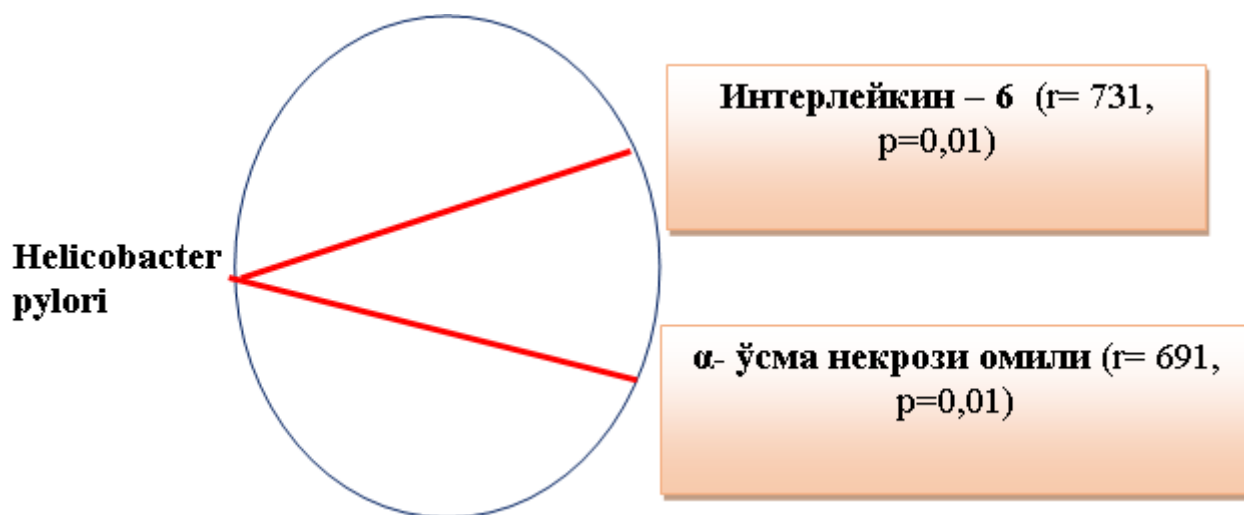 Интерлейкин – 6 (r= 731,
p=0,01)
Helicobacter
pylori
α- ўсма некрози омили (r= 691,
p=0,01)